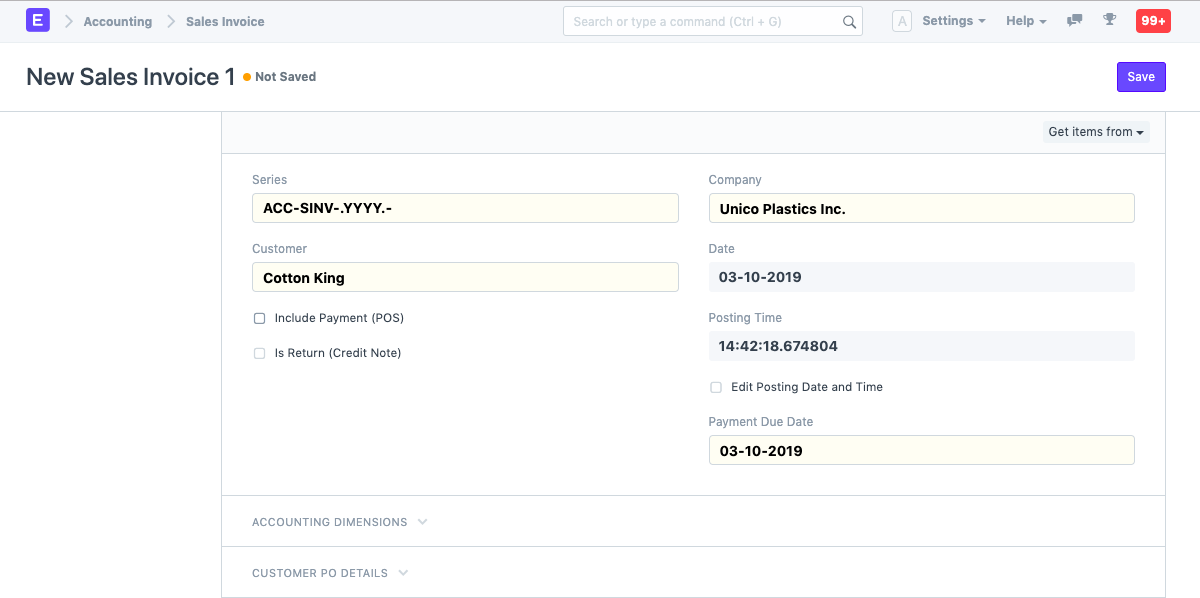 E Accounting Sales Invoice Search or type a command (Ctrl + G) A Settings Help 99+
New Sales Invoice 1 Not Saved Save
Get items from
Series Company
ACC-SINV-.YYYY.- Unico Plastics Inc.
Customer Date
Cotton King 03-10-2019
Include Payment (POS) Posting Time
14:42:18.674804
Is Return (Credit Note)
Edit Posting Date and Time
Payment Due Date
03-10-2019
ACCOUNTING DIMENSIONS
CUSTOMER PO DETAILS